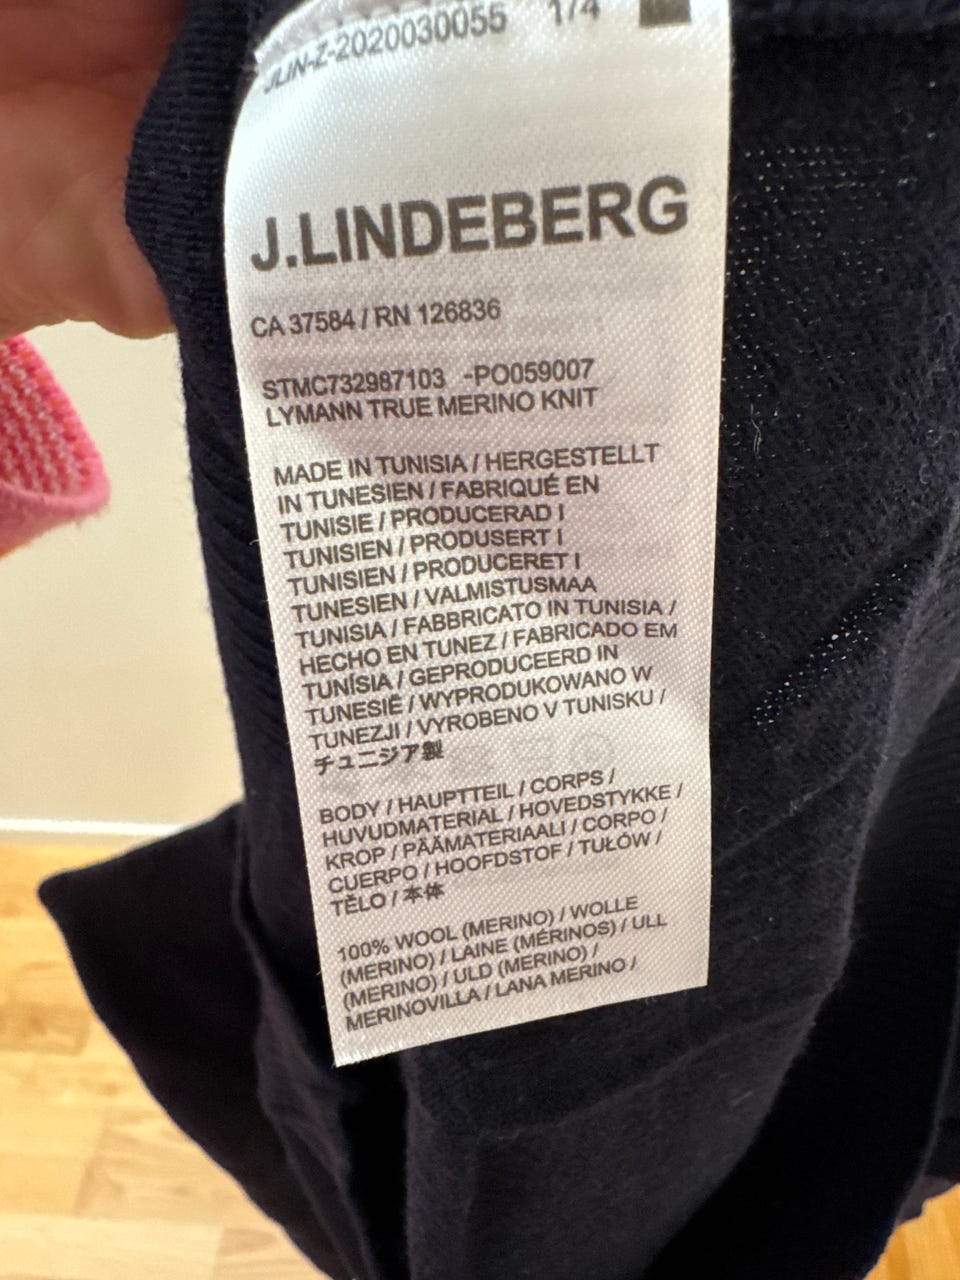 JLIN-Z-2020030055 1/4
J.LINDEBERG
CA 37584 / RN 126836
STMC732987103 -PO059007
LYMANN TRUE MERINO KNIT
MADE IN TUNISIA / HERGESTELLT
IN TUNESIEN / FABRIQUÉ EN
TUNISIE / PRODUCERAD I
TUNISIEN / PRODUSERT I
TUNISIEN / PRODUCERET I
TUNESIEN / VALMISTUSMAA
TUNISIA / FABBRICATO IN TUNISIA /
HECHO EN TUNEZ / FABRICADO EM
TUNÍSIA / GEPRODUCEERD IN
TUNESIË / WYPRODUKOWANO W
TUNEZJI / VYROBENO V TUNISKU /
チュニジア製
BODY / HAUPTTEIL / CORPS /
HUVUDMATERIAL / HOVEDSTYKKE /
KROP / PÄÄMATERIAALI / CORPO /
CUERPO / HOOFDSTOF / TUŁÓW /
TĚLO / 本体
100% WOOL (MERINO) / WOLLE
(MERINO) / LAINE (MÉRINOS) / ULL
(MERINO) / ULD (MERINO) /
MERINOVILLA / LANA MERINO /